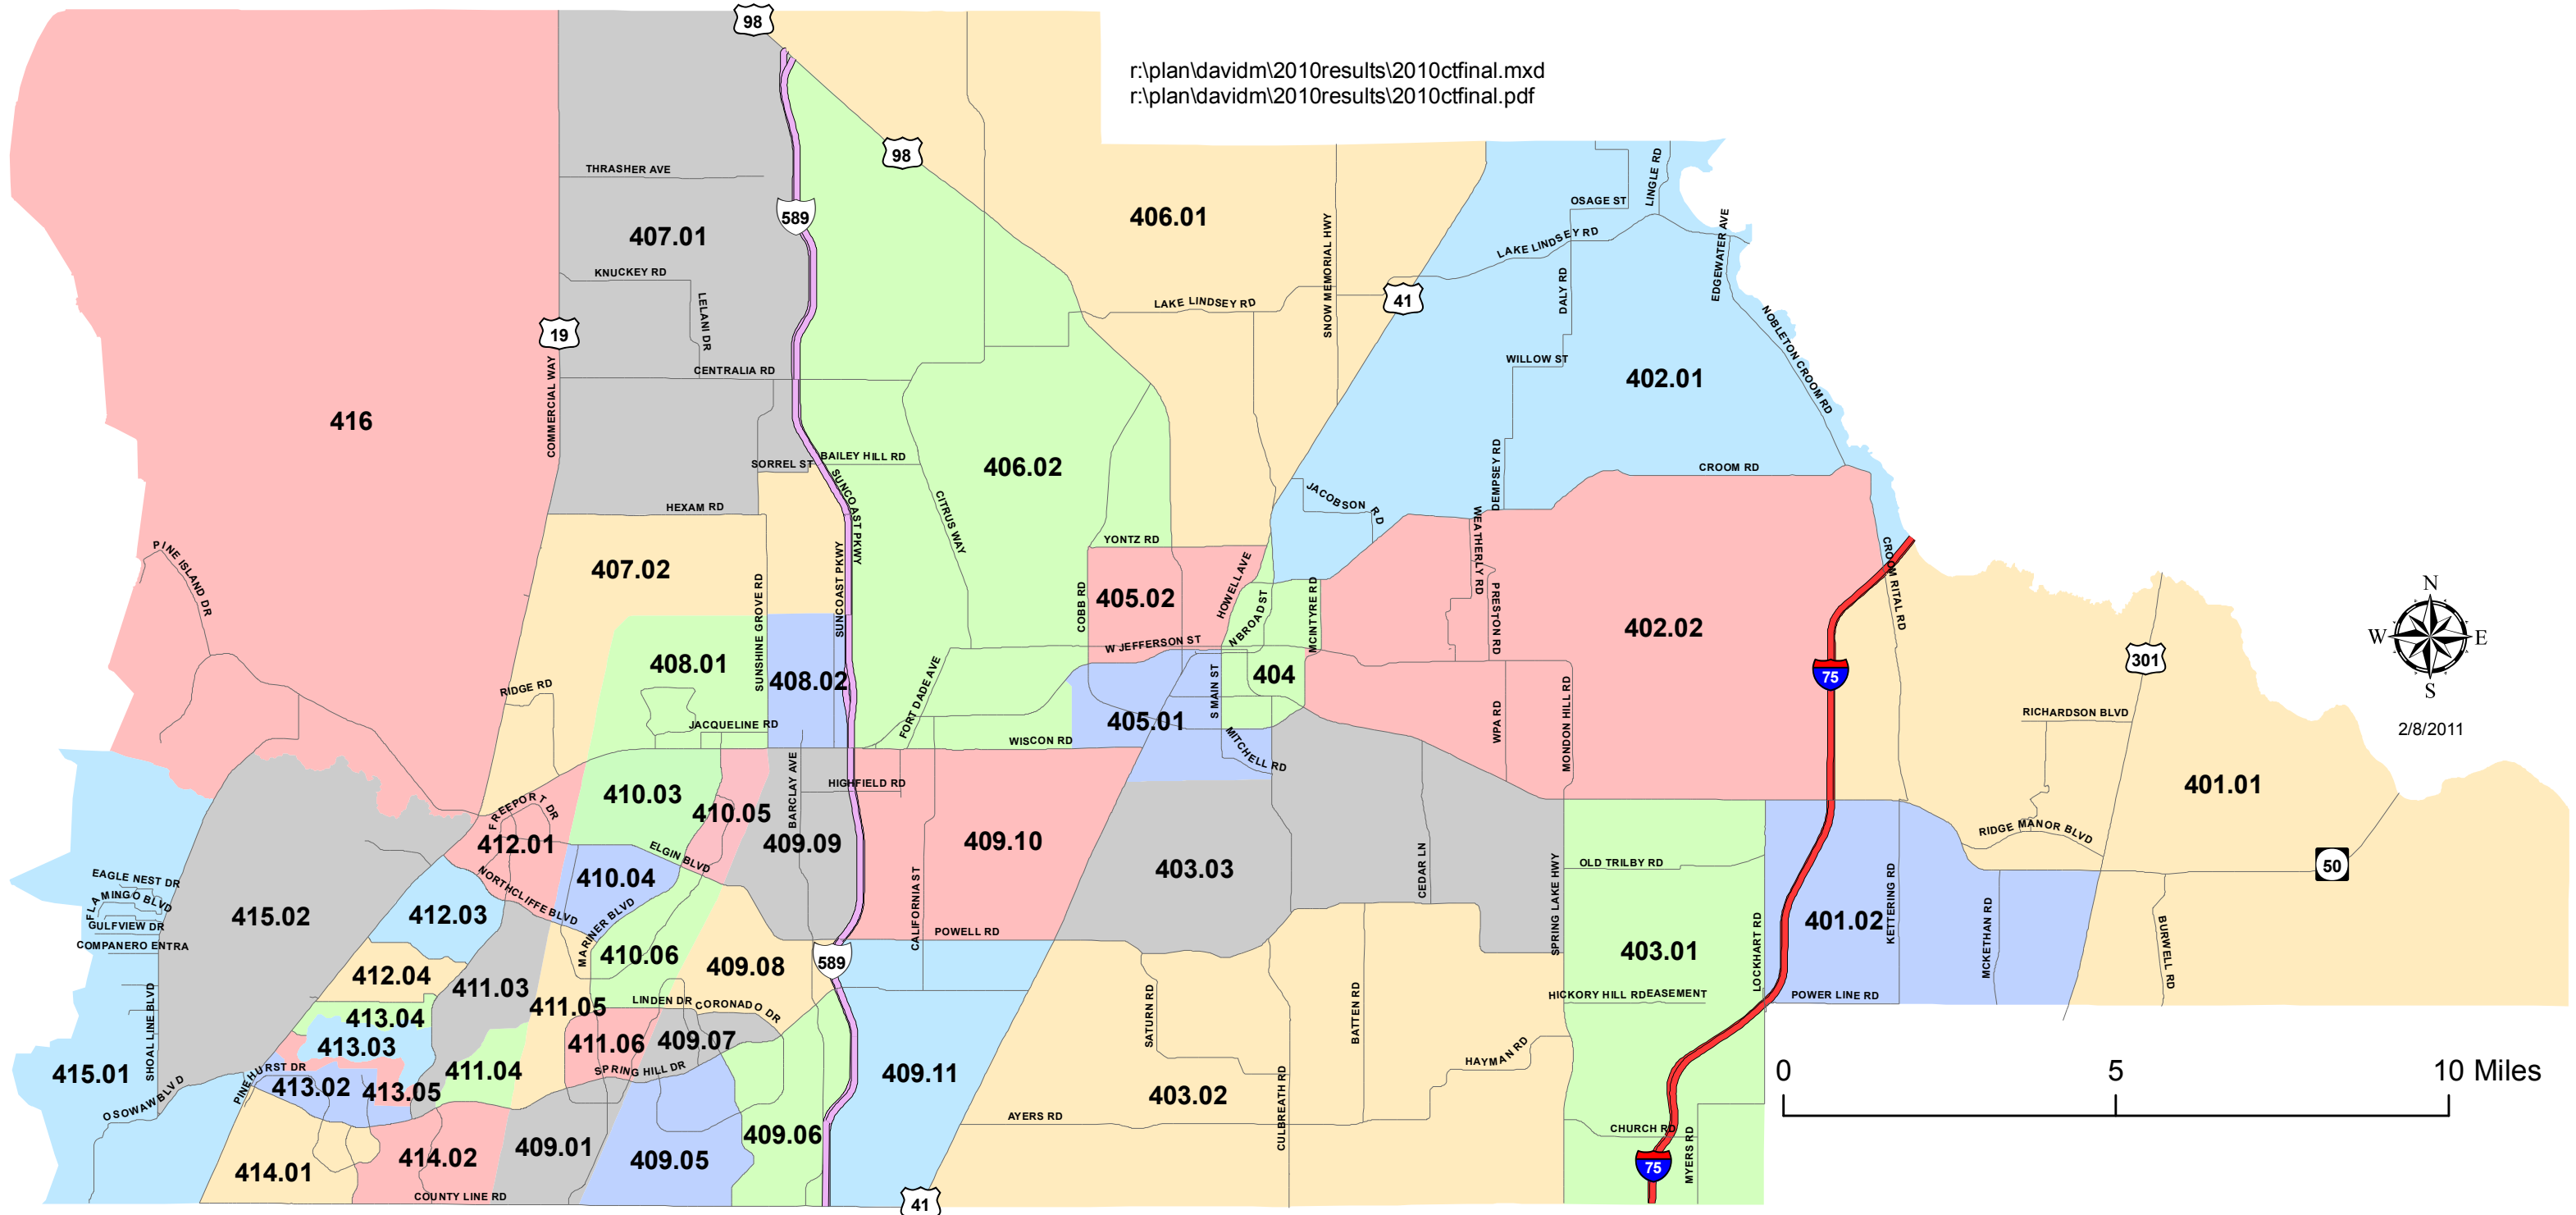 98
r:\plan\davidm\2010results\2010ctfinal.mxd
r:\plan\davidm\2010results\2010ctfinal.pdf
98
THRASHER AVE
LINGLE RD
OSAGE ST
589
406.01
407.01
EDGEWATER AVE
LAKE LINDSEY RD
SNOW MEMORIAL HWY
KNUCKEY RD
DALY RD
LELANI DR
LAKE LINDSEY RD
41
19
NOBLETON CROOM RD
WILLOW ST
CENTRALIA RD
402.01
COMMERCIAL WAY
416
BAILEY HILL RD
SORREL ST
406.02
CROOM RD
DEMPSEY RD
SUNCOAST PKWY
CITRUS WAY
JACOBSON RD
HEXAM RD
WEATHERLY RD
YONTZ RD
PINE ISLAND DR
407.02
HOWELL AVE
CROOM RITAL RD
SUNSHINE GROVE RD
SUNCOAST PKWY
COBB RD
405.02
N BROAD ST
MCINTYRE RD
PRESTON RD
402.02
N
W E
S
301
W JEFFERSON ST
408.01
404
75
408.02
RIDGE RD
FORT DADE AVE
S MAIN ST
WPA RD
MONDON HILL RD
RICHARDSON BLVD
JACQUELINE RD
405.01
2/8/2011
WISCON RD
MITCHELL RD
HIGHFIELD RD
401.01
410.03
BARCLAY AVE
FREEPORT DR
410.05
RIDGE MANOR BLVD
412.01
409.09
409.10
ELGIN BLVD
403.03
CEDAR LN
OLD TRILBY RD
50
EAGLE NEST DR
410.04
NORTHCLIFFE BLVD
FLAMINGO BLVD
415.02
412.03
CALIFORNIA ST
SPRING LAKE HWY
KETTERING RD
401.02
GULFVIEW DR
MARINER BLVD
POWELL RD
COMPANERO ENTRA
MCKETHAN RD
BURWELL RD
410.06
403.01
LOCKHART RD
409.08
589
412.04
411.03
HICKORY HILL RD EASEMENT
POWER LINE RD
411.05
LINDEN DR
CORONADO DR
SATURN RD
BATTEN RD
413.04
SHOAL LINE BLVD
413.03
411.06
409.07
HAYMAN RD
415.01
411.04
SPRING HILL DR
409.11
0
5
10 Miles
PINEHURST DR
413.02
413.05
OSOWAW BLVD
403.02
CULBREATH RD
AYERS RD
409.06
CHURCH RD
409.01
414.02
409.05
MYERS RD
414.01
75
COUNTY LINE RD
41